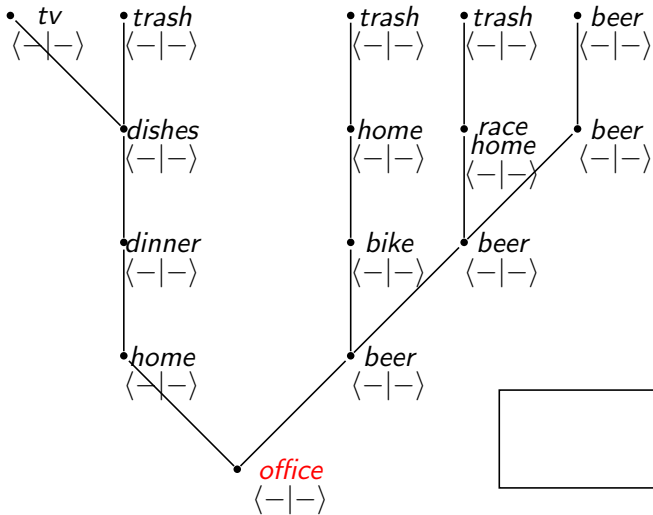 tv trash trash trash beer
⟨−|−⟩ ⟨−|−⟩ ⟨−|−⟩ ⟨−|−⟩ ⟨−|−⟩
dishes home race home beer
⟨−|−⟩ ⟨−|−⟩ ⟨−|−⟩ ⟨−|−⟩
dinner bike beer
⟨−|−⟩ ⟨−|−⟩ ⟨−|−⟩
home beer
⟨−|−⟩ ⟨−|−⟩
office
⟨−|−⟩